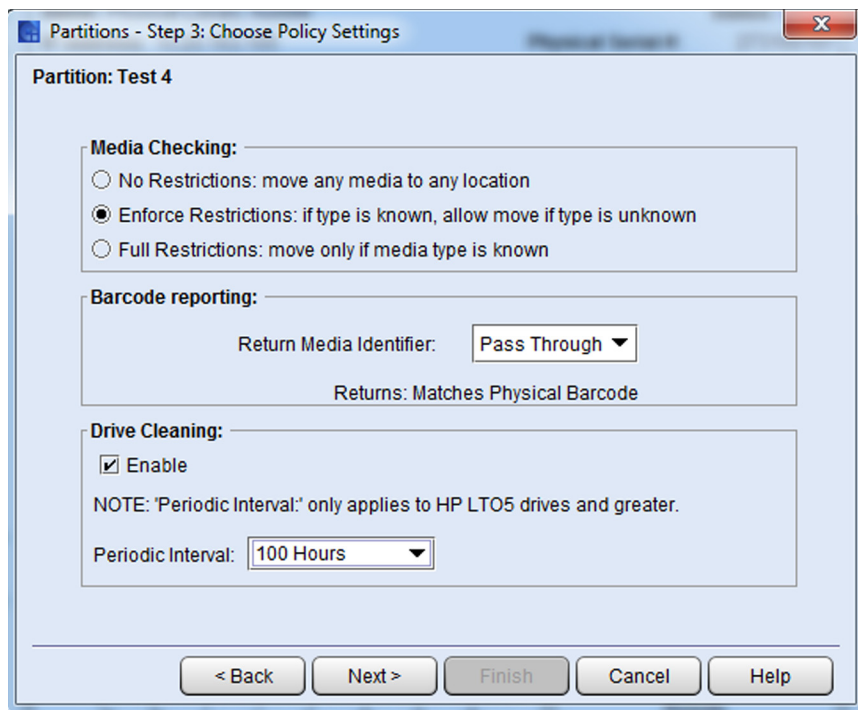 Partitions - Step 3: Choose Policy Settings
Partition: Test 4
Media Checking:
No Restrictions: move any media to any location
Enforce Restrictions: if type is known, allow move if type is unknown
Full Restrictions: move only if media type is known
Barcode reporting:
Return Media Identifier: Pass Through
Returns: Matches Physical Barcode
Drive Cleaning:
Enable
NOTE: 'Periodic Interval:' only applies to HP LTO5 drives and greater.
Periodic Interval: 100 Hours
< Back Next > Finish Cancel Help